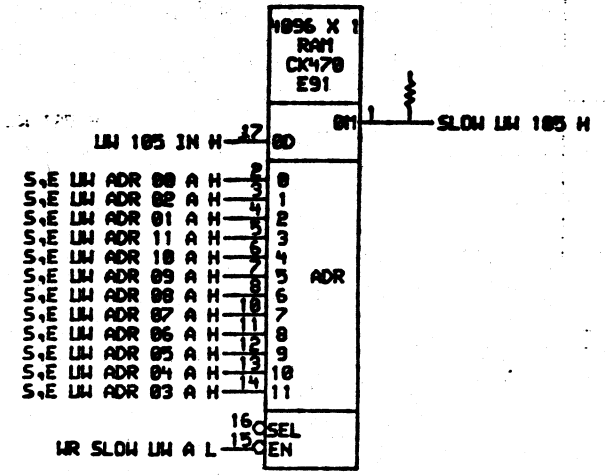 4096 X 1
RAM
CK470
E91
0M 1 SLOW UW 105 H
UW 105 IN H 17 0D
S,E UW ADR 00 A H 2 0
S,E UW ADR 02 A H 3 1
S,E UW ADR 01 A H 4 2
S,E UW ADR 11 A H 5 3
S,E UW ADR 10 A H 6 4
S,E UW ADR 09 A H 7 5 ADR
S,E UW ADR 08 A H 8 6
S,E UW ADR 07 A H 10 7
S,E UW ADR 06 A H 11 8
S,E UW ADR 05 A H 12 9
S,E UW ADR 04 A H 13 10
S,E UW ADR 03 A H 14 11
16 SEL
WR SLOW UW A L 15 EN